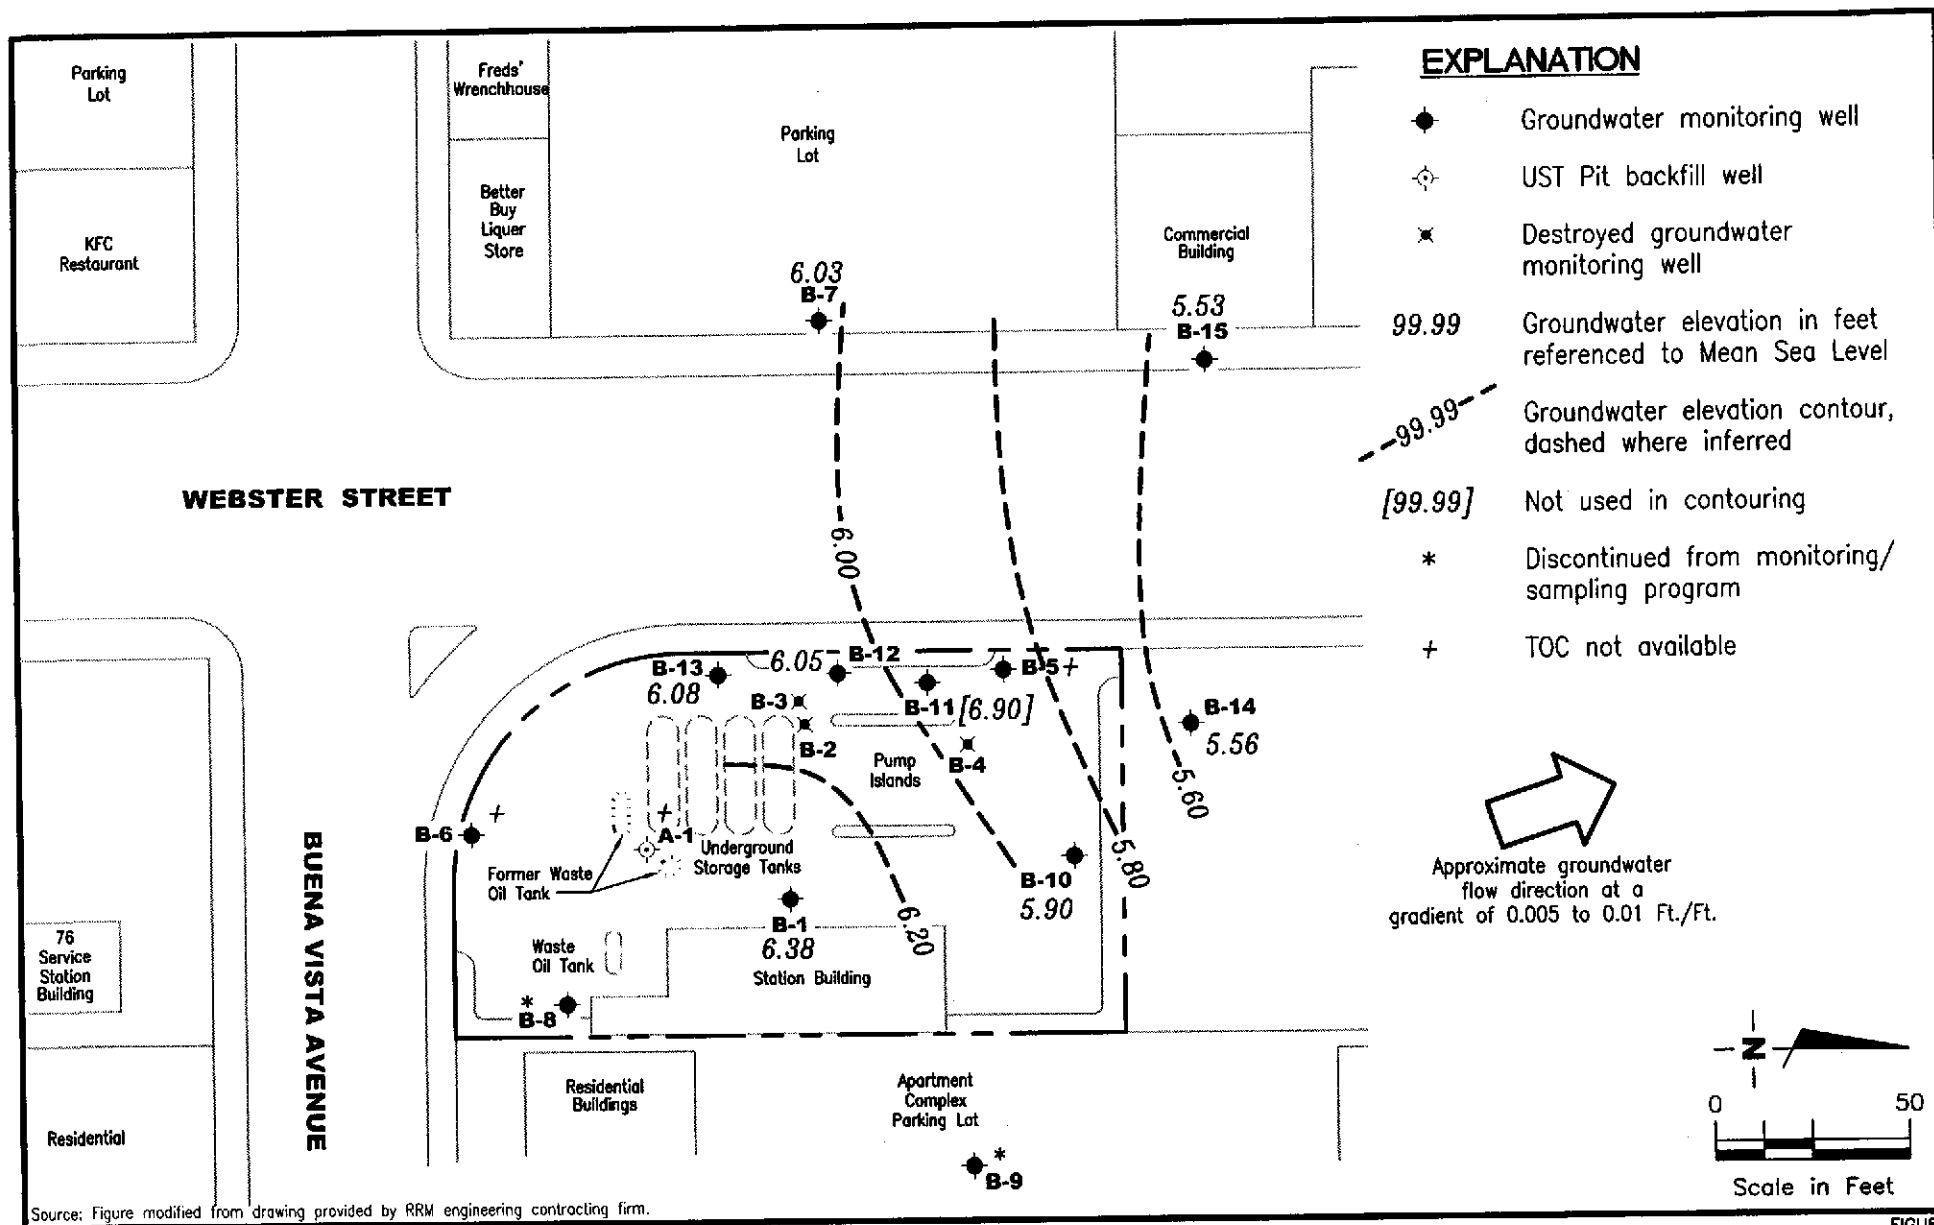 Parking
Lot
Freds'
Wrenchhouse
Parking
Lot
KFC
Restaurant
Better
Buy
Liquer
Store
Commercial
Building
6.03
B-7
5.53
B-15
WEBSTER STREET
6.00
B-13
6.08
6.05
B-12
B-5
+
B-3
B-2
B-11
[6.90]
B-4
B-14
5.56
Pump
Islands
5.60
B-6
+
+
A-1
Underground
Storage Tanks
Former Waste
Oil Tank
5.80
B-10
5.90
6.20
B-1
6.38
Station Building
Waste
Oil Tank
*
B-8
76
Service
Station
Building
BUENA VISTA AVENUE
Residential
Residential
Buildings
Apartment
Complex
Parking Lot
*
B-9
EXPLANATION
Groundwater monitoring well
UST Pit backfill well
Destroyed groundwater
monitoring well
99.99 Groundwater elevation in feet
referenced to Mean Sea Level
99.99 Groundwater elevation contour,
dashed where inferred
[99.99] Not used in contouring
* Discontinued from monitoring/
sampling program
+ TOC not available
Approximate groundwater
flow direction at a
gradient of 0.005 to 0.01 Ft./Ft.
N
0 50
Scale in Feet
Source: Figure modified from drawing provided by RRM engineering contracting firm.